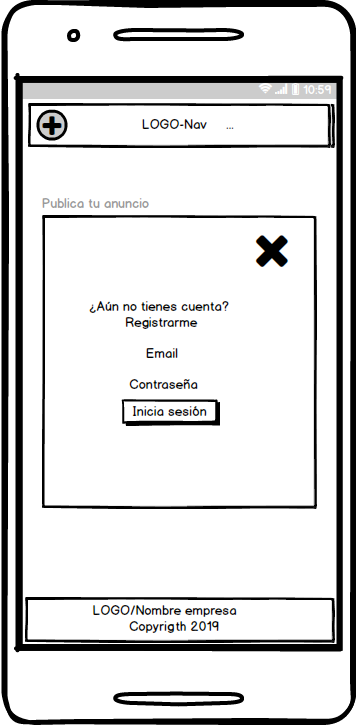 10:59
LOGO-Nav ...
Publica tu anuncio
¿Aún no tienes cuenta?
Registrarme
Email
Contraseña
Inicia sesión
LOGO/Nombre empresa
Copyrigth 2019